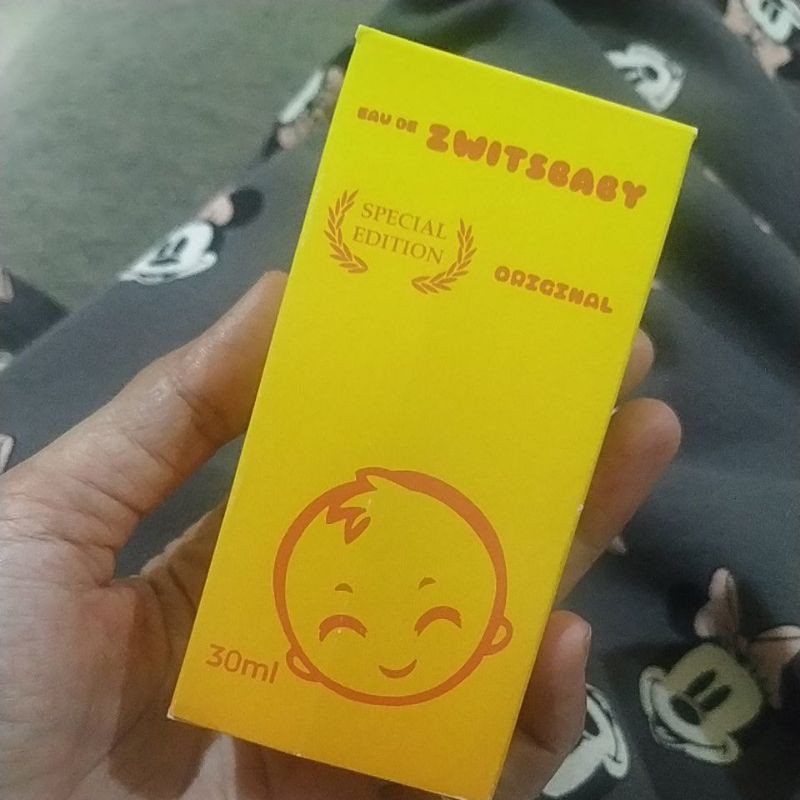 EAU DE ZWITSBABY
SPECIAL
EDITION
ORIGINAL
30ml